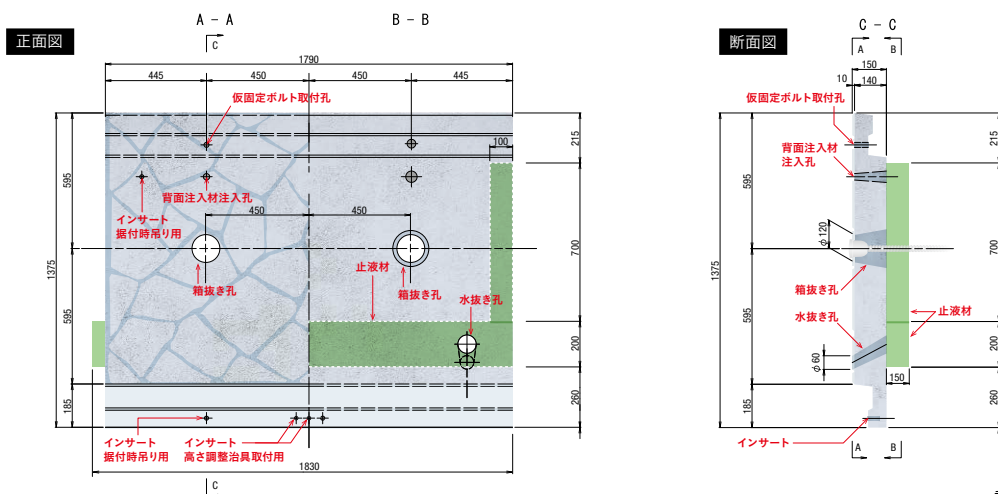 正面図
A - A
B - B
C
1790
445
450
450
445
仮固定ボルト取付孔
100
215
595
背面注入材注入孔
インサート
据付時吊り用
450
450
1375
700
止液材
箱抜き孔
箱抜き孔
水抜き孔
595
200
185
260
インサート
据付時吊り用
インサート
高さ調整治具取付用
1830
C
断面図
C - C
A
B
150
10
140
仮固定ボルト取付孔
215
背面注入材
注入孔
595
φ120
1375
700
箱抜き孔
水抜き孔
止液材
595
200
φ60
150
185
260
インサート
A
B